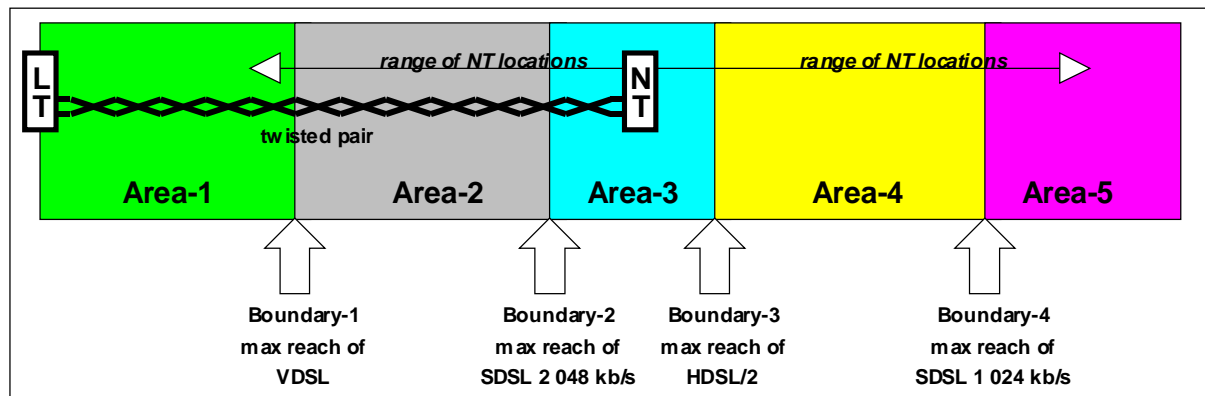 range of NT locations
range of NT locations
LT
NT
twisted pair
Area-1
Area-2
Area-3
Area-4
Area-5
Boundary-1
max reach of
VDSL
Boundary-2
max reach of
SDSL 2 048 kb/s
Boundary-3
max reach of
HDSL/2
Boundary-4
max reach of
SDSL 1 024 kb/s